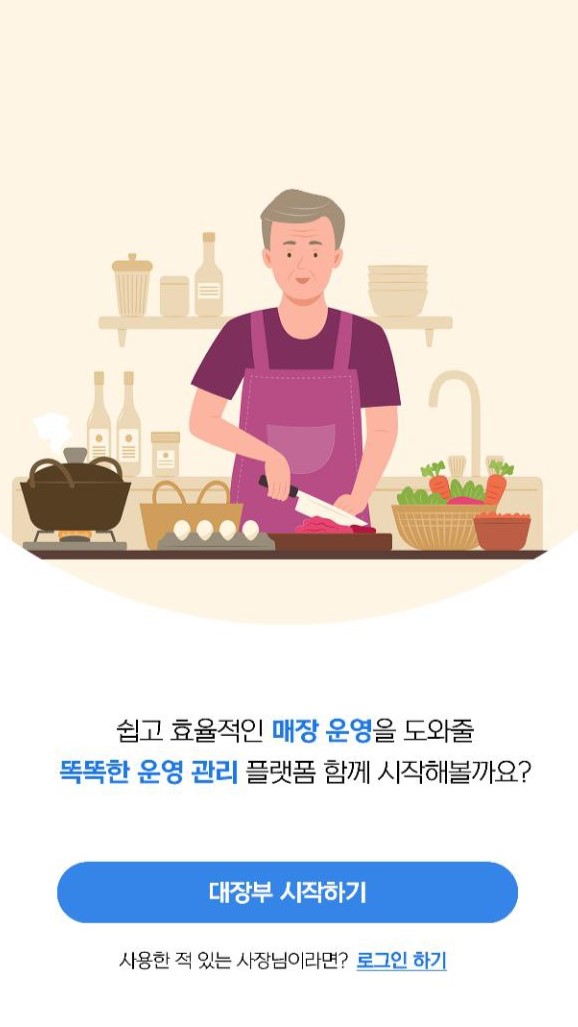 쉽고 효율적인 매장 운영을 도와줄
똑똑한 운영 관리 플랫폼 함께 시작해볼까요?
대장부 시작하기
사용한 적 있는 사장님이라면? 로그인 하기